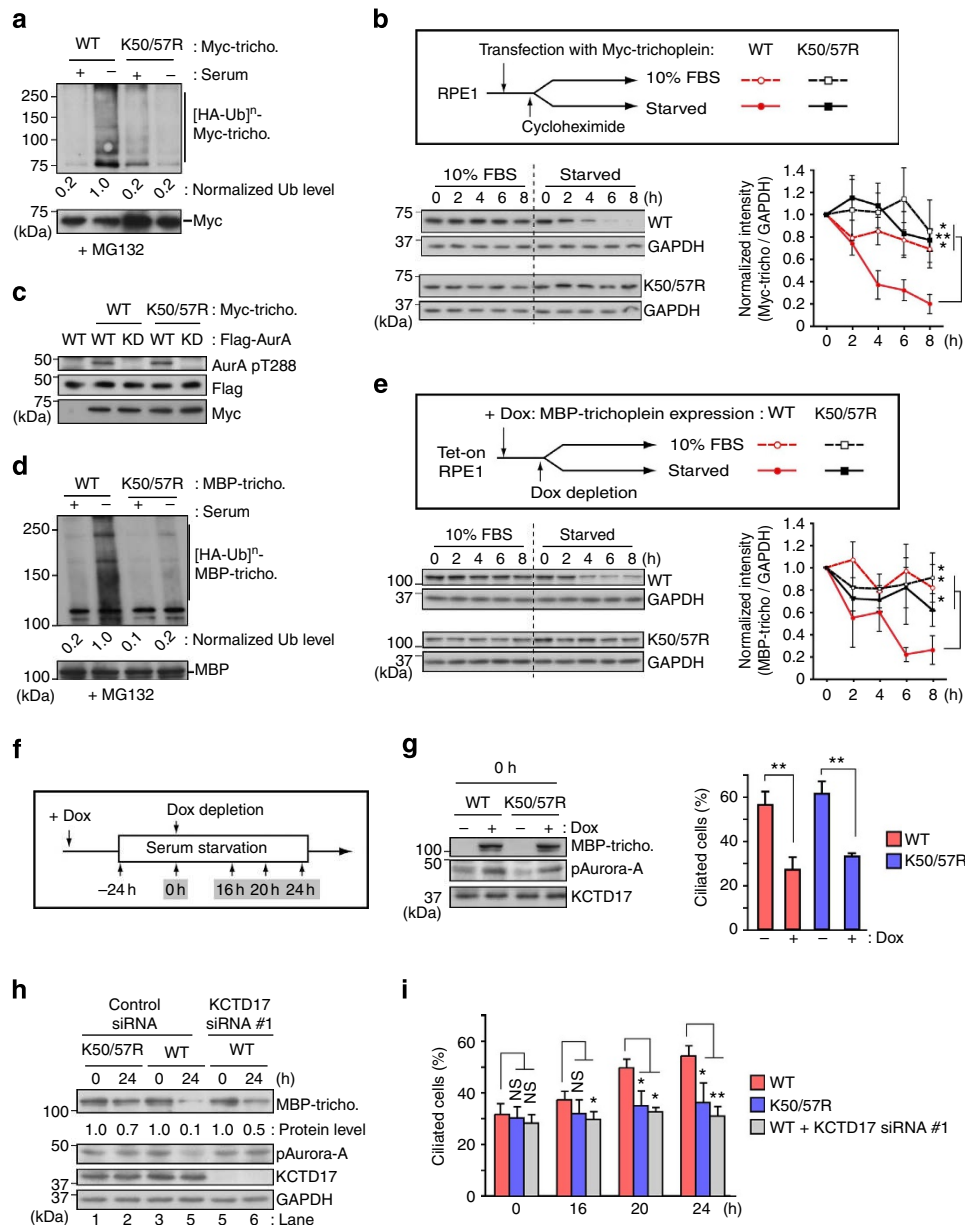 a
WT K50/57R : Myc-tricho.
+ − + − : Serum
250
150
100
75
[HA-Ub]n-
Myc-tricho.
0.2 1.0 0.2 0.2 : Normalized Ub level
75
(kDa)
Myc
+ MG132
b
Transfection with Myc-trichoplein: WT K50/57R
RPE1
10% FBS
Starved
Cycloheximide
10% FBS Starved
0 2 4 6 8 0 2 4 6 8 (h)
75
WT
37
GAPDH
75
K50/57R
37
(kDa)
GAPDH
Normalized intensity
(Myc-tricho / GAPDH)
1.4
1.2
1.0
0.8
0.6
0.4
0.2
0
*
**
*
0 2 4 6 8 (h)
c
WT K50/57R : Myc-tricho.
WT WT KD WT KD : Flag-AurA
50
AurA pT288
50
Flag
75
(kDa)
Myc
d
WT K50/57R : MBP-tricho.
+ − + − : Serum
250
150
100
[HA-Ub]n-
MBP-tricho.
0.2 1.0 0.1 0.2 : Normalized Ub level
100
(kDa)
MBP
+ MG132
e
+ Dox: MBP-trichoplein expression : WT K50/57R
Tet-on
RPE1
10% FBS
Starved
Dox depletion
10% FBS Starved
0 2 4 6 8 0 2 4 6 8 (h)
100
WT
37
GAPDH
100
K50/57R
37
(kDa)
GAPDH
Normalized intensity
(MBP-tricho / GAPDH)
1.4
1.2
1.0
0.8
0.6
0.4
0.2
0
*
*
*
0 2 4 6 8 (h)
f
+ Dox
Dox depletion
Serum starvation
−24 h 0 h 16 h 20 h 24 h
g
0 h
WT K50/57R
− + − + : Dox
100
MBP-tricho.
50
pAurora-A
37
(kDa)
KCTD17
Ciliated cells (%)
60
40
20
0
** **
− + − + : Dox
WT
K50/57R
h
Control
siRNA
KCTD17
siRNA #1
K50/57R WT WT
0 24 0 24 0 24 (h)
100
MBP-tricho.
1.0 0.7 1.0 0.1 1.0 0.5 : Protein level
50
pAurora-A
37
KCTD17
37
GAPDH
(kDa)
1 2 3 5 5 6 : Lane
i
Ciliated cells (%)
60
40
20
0
NS NS
NS *
* *
* **
0 16 20 24 (h)
WT
K50/57R
WT + KCTD17 siRNA #1